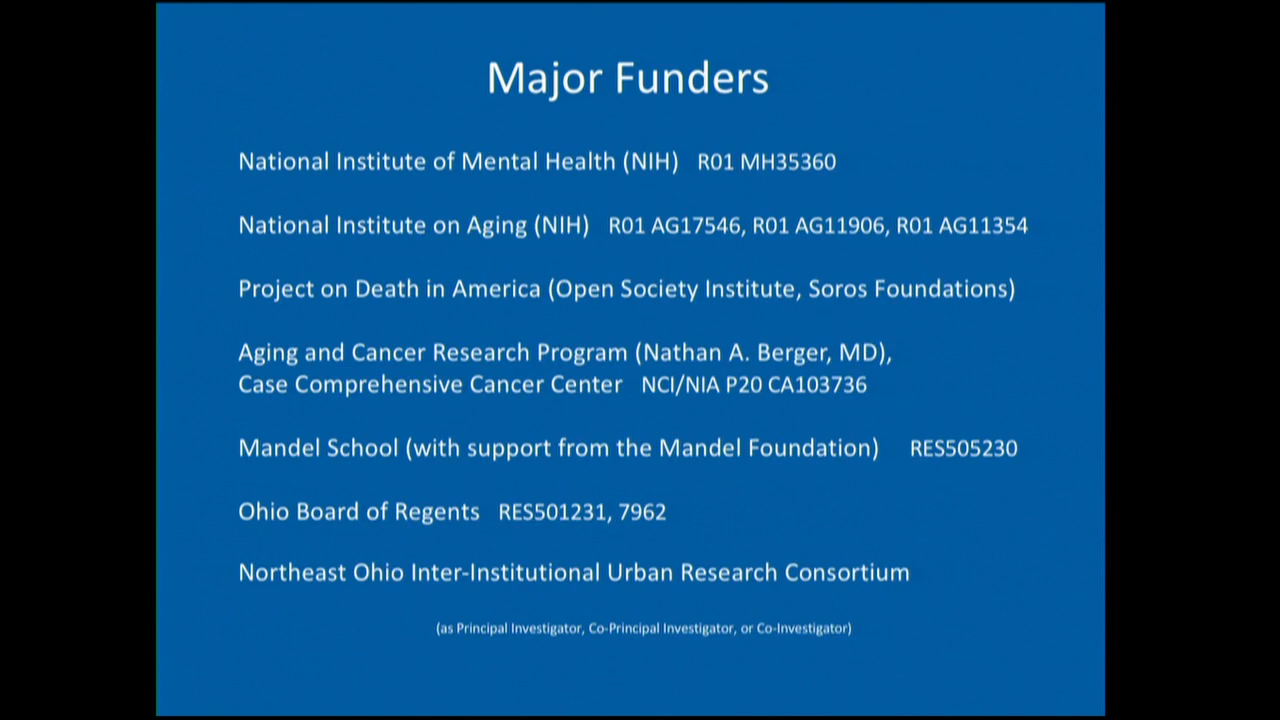 Major Funders
National Institute of Mental Health (NIH) R01 MH35360
National Institute on Aging (NIH) R01 AG17546, R01 AG11906, R01 AG11354
Project on Death in America (Open Society Institute, Soros Foundations)
Aging and Cancer Research Program (Nathan A. Berger, MD),
Case Comprehensive Cancer Center NCI/NIA P20 CA103736
Mandel School (with support from the Mandel Foundation) RES505230
Ohio Board of Regents RES501231, 7962
Northeast Ohio Inter-Institutional Urban Research Consortium
(as Principal Investigator, Co-Principal Investigator, or Co-Investigator)